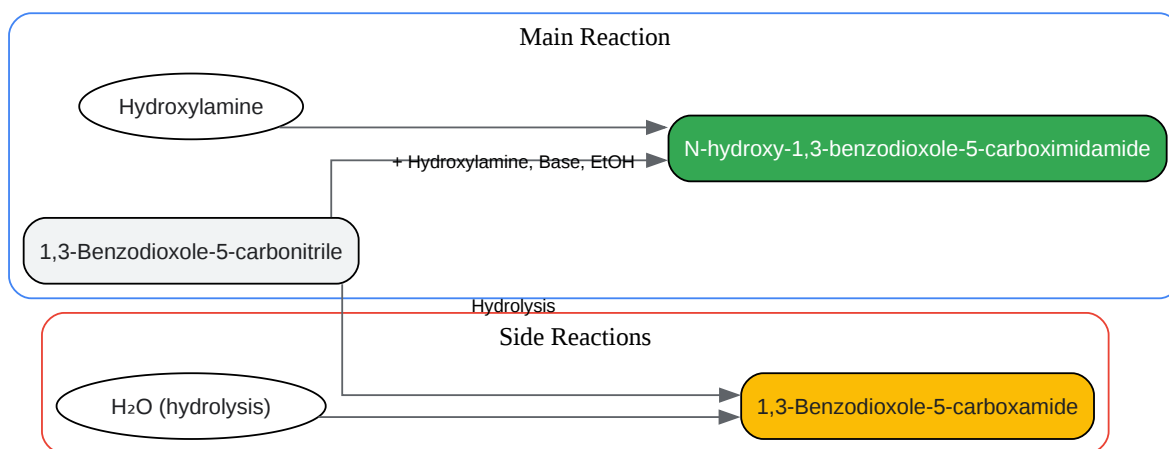 Main Reaction
Hydroxylamine
N-hydroxy-1,3-benzodioxole-5-carboximidamide
+ Hydroxylamine, Base, EtOH
1,3-Benzodioxole-5-carbonitrile
Hydrolysis
Side Reactions
H₂O (hydrolysis)
1,3-Benzodioxole-5-carboxamide